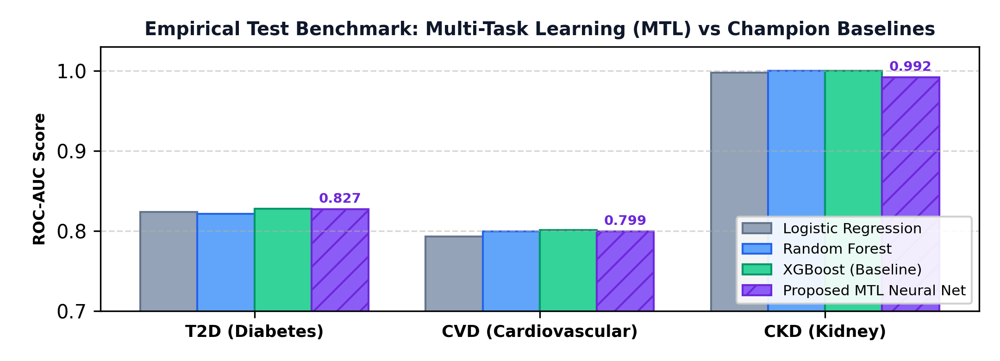 Empirical Test Benchmark: Multi-Task Learning (MTL) vs Champion Baselines
ROC-AUC Score
1.0
0.9
0.8
0.7
0.827
0.799
0.992
Logistic Regression
Random Forest
XGBoost (Baseline)
Proposed MTL Neural Net
T2D (Diabetes)
CVD (Cardiovascular)
CKD (Kidney)